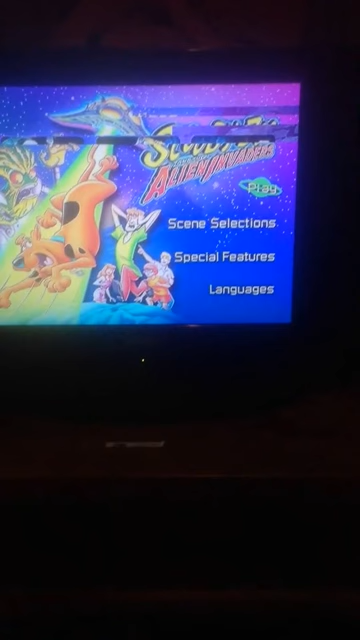 ALIEN INVADERS
Play
Scene Selections
Special Features
Languages